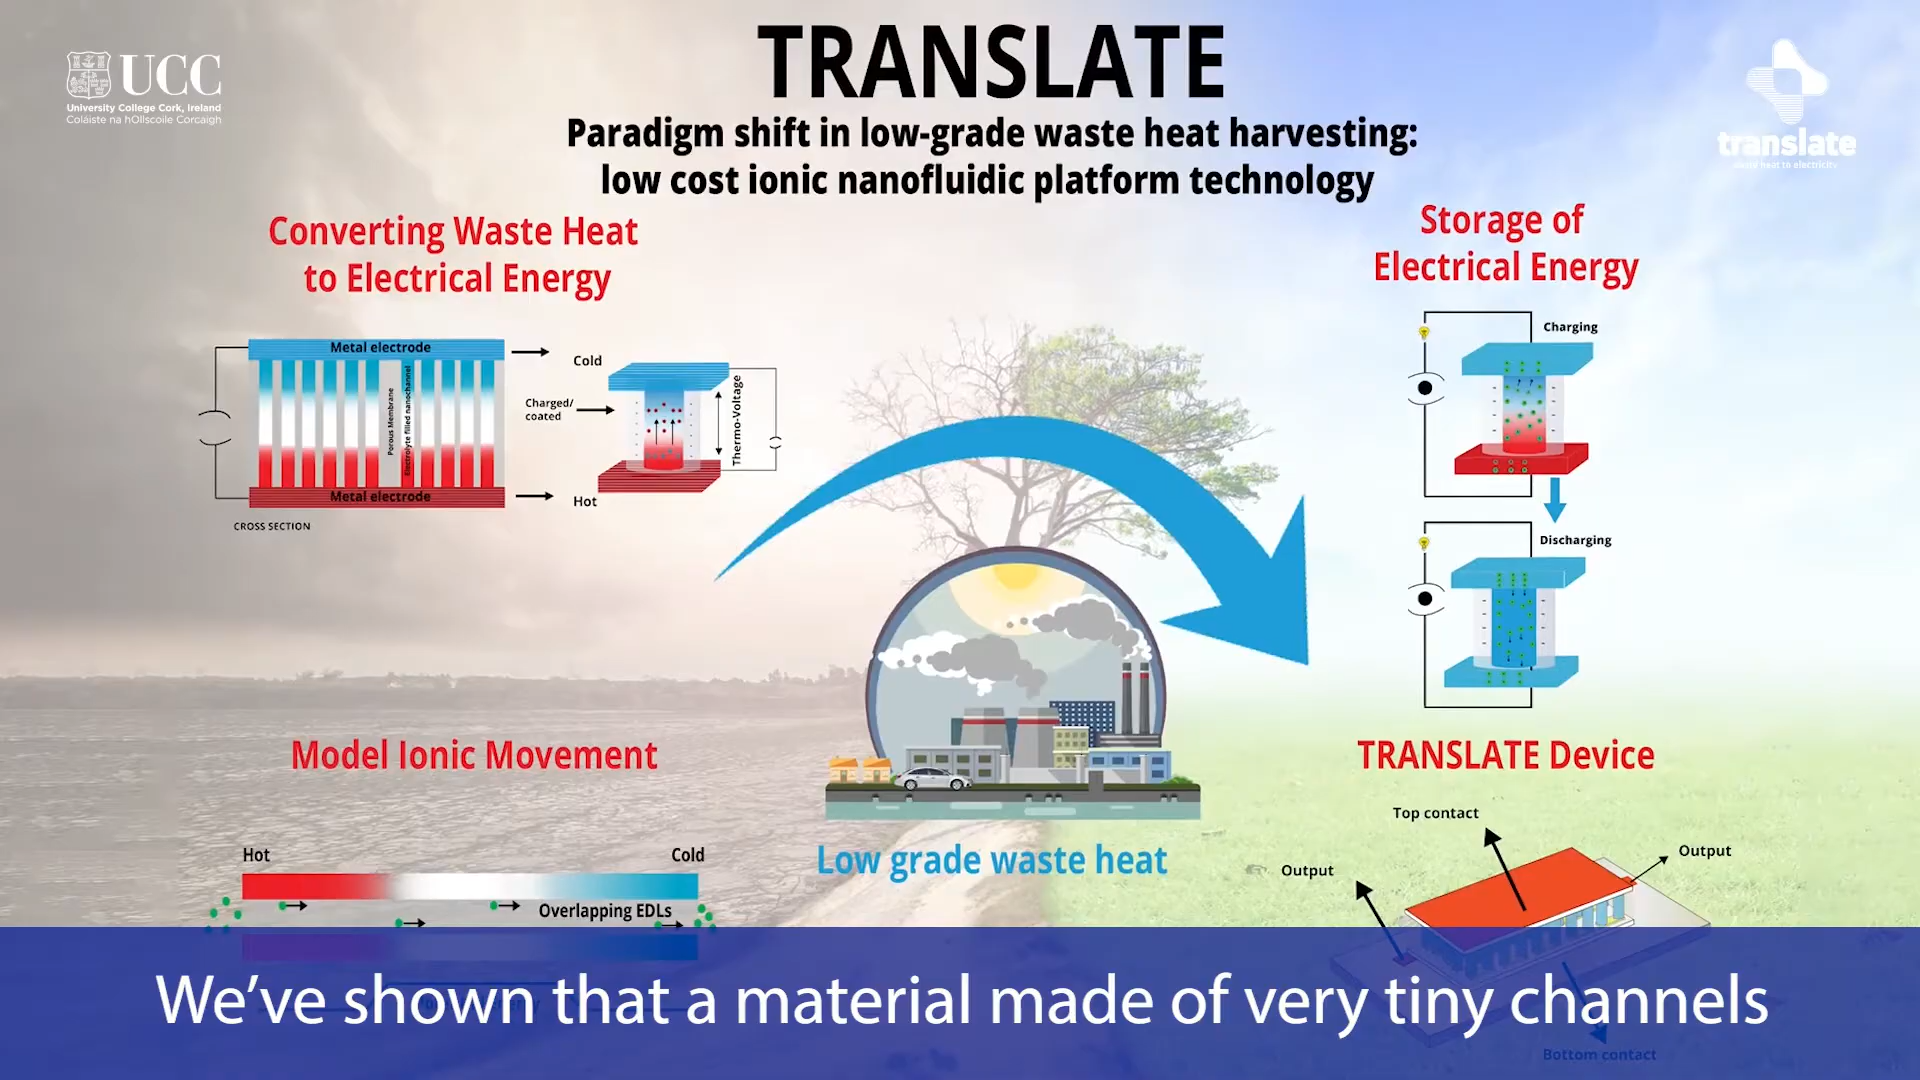 UCC
University College Cork, Ireland
Coláiste na hOllscoile Corcaigh
TRANSLATE
Paradigm shift in low-grade waste heat harvesting:
low cost ionic nanofluidic platform technology
translate
waste heat to electricity
Converting Waste Heat
to Electrical Energy
Metal electrode
Porous Membrane
Electrolyte filled nanochannel
Metal electrode
CROSS SECTION
Cold
Charged/
coated
Thermo-Voltage
Hot
Storage of
Electrical Energy
Charging
Discharging
Model Ionic Movement
Hot
Cold
Overlapping EDLs
Low grade waste heat
TRANSLATE Device
Top contact
Output
Output
Bottom contact
We've shown that a material made of very tiny channels